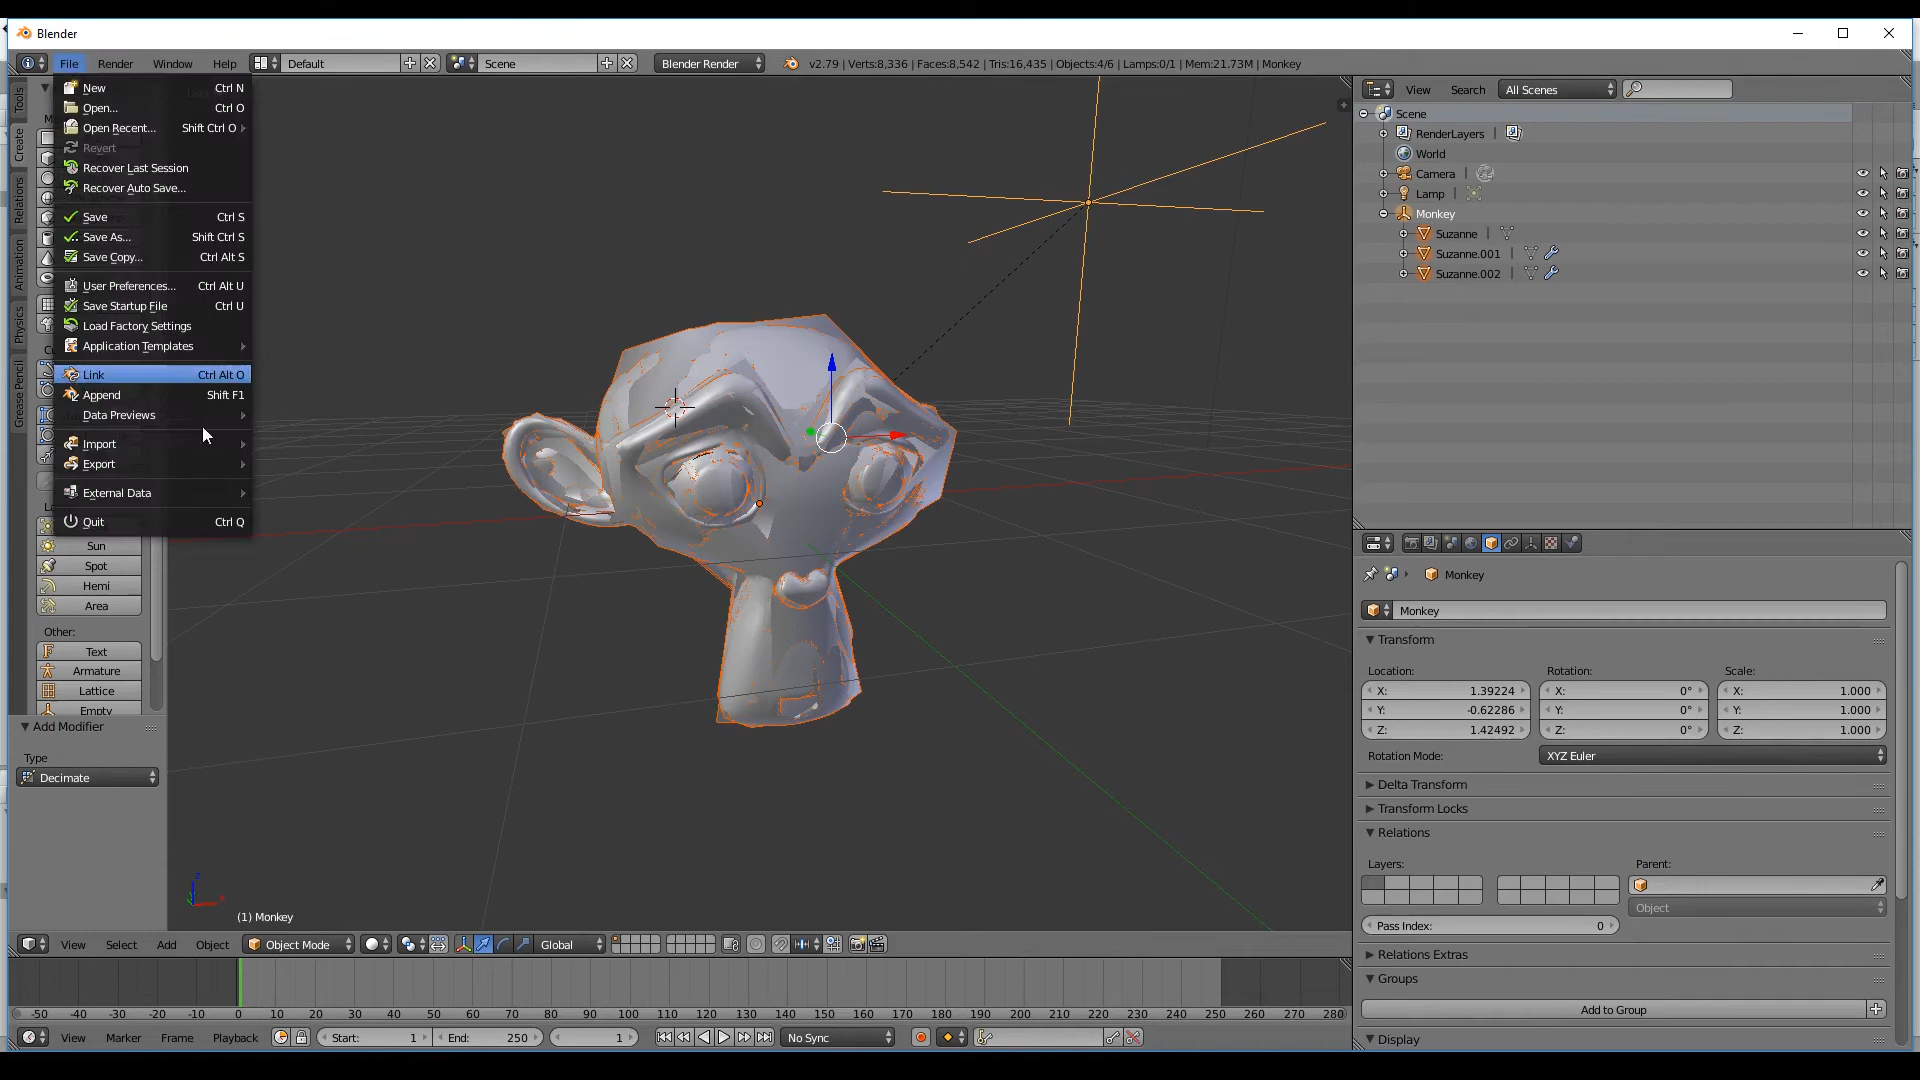 Blender
File Render Window Help Default Scene Blender Render v2.79 | Verts:8,336 | Faces:8,542 | Tris:16,435 | Objects:4/6 | Lamps:0/1 | Mem:21.73M | Monkey
New Ctrl N
Open... Ctrl O
Open Recent... Shift Ctrl O
Revert
Recover Last Session
Recover Auto Save...
Save Ctrl S
Save As... Shift Ctrl S
Save Copy... Ctrl Alt S
User Preferences... Ctrl Alt U
Save Startup File Ctrl U
Load Factory Settings
Application Templates
Link Ctrl Alt O
Append Shift F1
Data Previews
Import
Export
External Data
Quit Ctrl Q
Tools
Create
Relations
Animation
Physics
Grease Pencil
Sun
Spot
Hemi
Area
Other:
Text
Armature
Lattice
Empty
Add Modifier
Type
Decimate
z
x
(1) Monkey
View Select Add Object Object Mode Global
-50 -40 -30 -20 -10 0 10 20 30 40 50 60 70 80 90 100 110 120 130 140 150 160 170 180 190 200 210 220 230 240 250 260 270 280
View Marker Frame Playback Start: 1 End: 250 1 No Sync
View Search All Scenes
Scene
RenderLayers
World
Camera
Lamp
Monkey
Suzanne
Suzanne.001
Suzanne.002
Monkey
Monkey
Transform
Location: Rotation: Scale:
X: 1.39224 X: 0° X: 1.000
Y: -0.62286 Y: 0° Y: 1.000
Z: 1.42492 Z: 0° Z: 1.000
Rotation Mode: XYZ Euler
Delta Transform
Transform Locks
Relations
Layers: Parent:
Object
Pass Index: 0
Relations Extras
Groups
Add to Group
Display